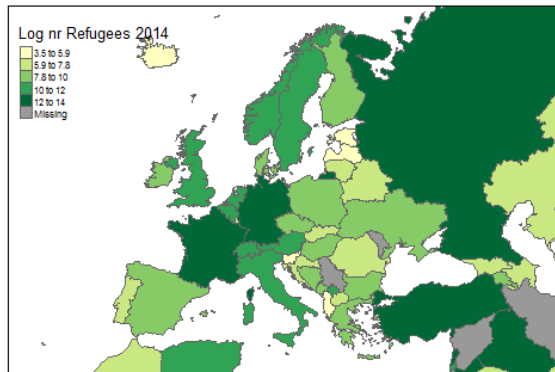 Log nr Refugees 2014
3.5 to 5.9
5.9 to 7.8
7.8 to 10
10 to 12
12 to 14
Missing